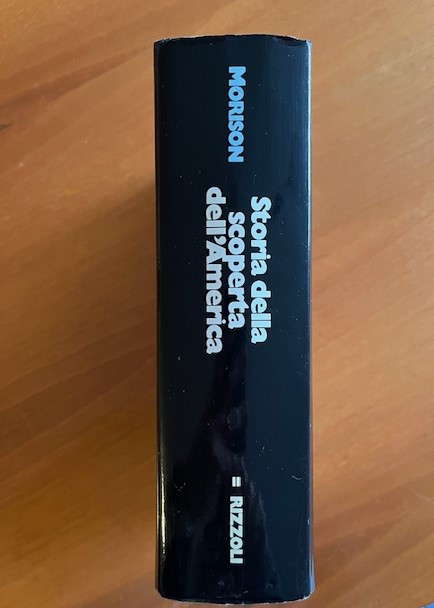 MORISON
Storia della
scoperta
dell'America
= RIZZOLI